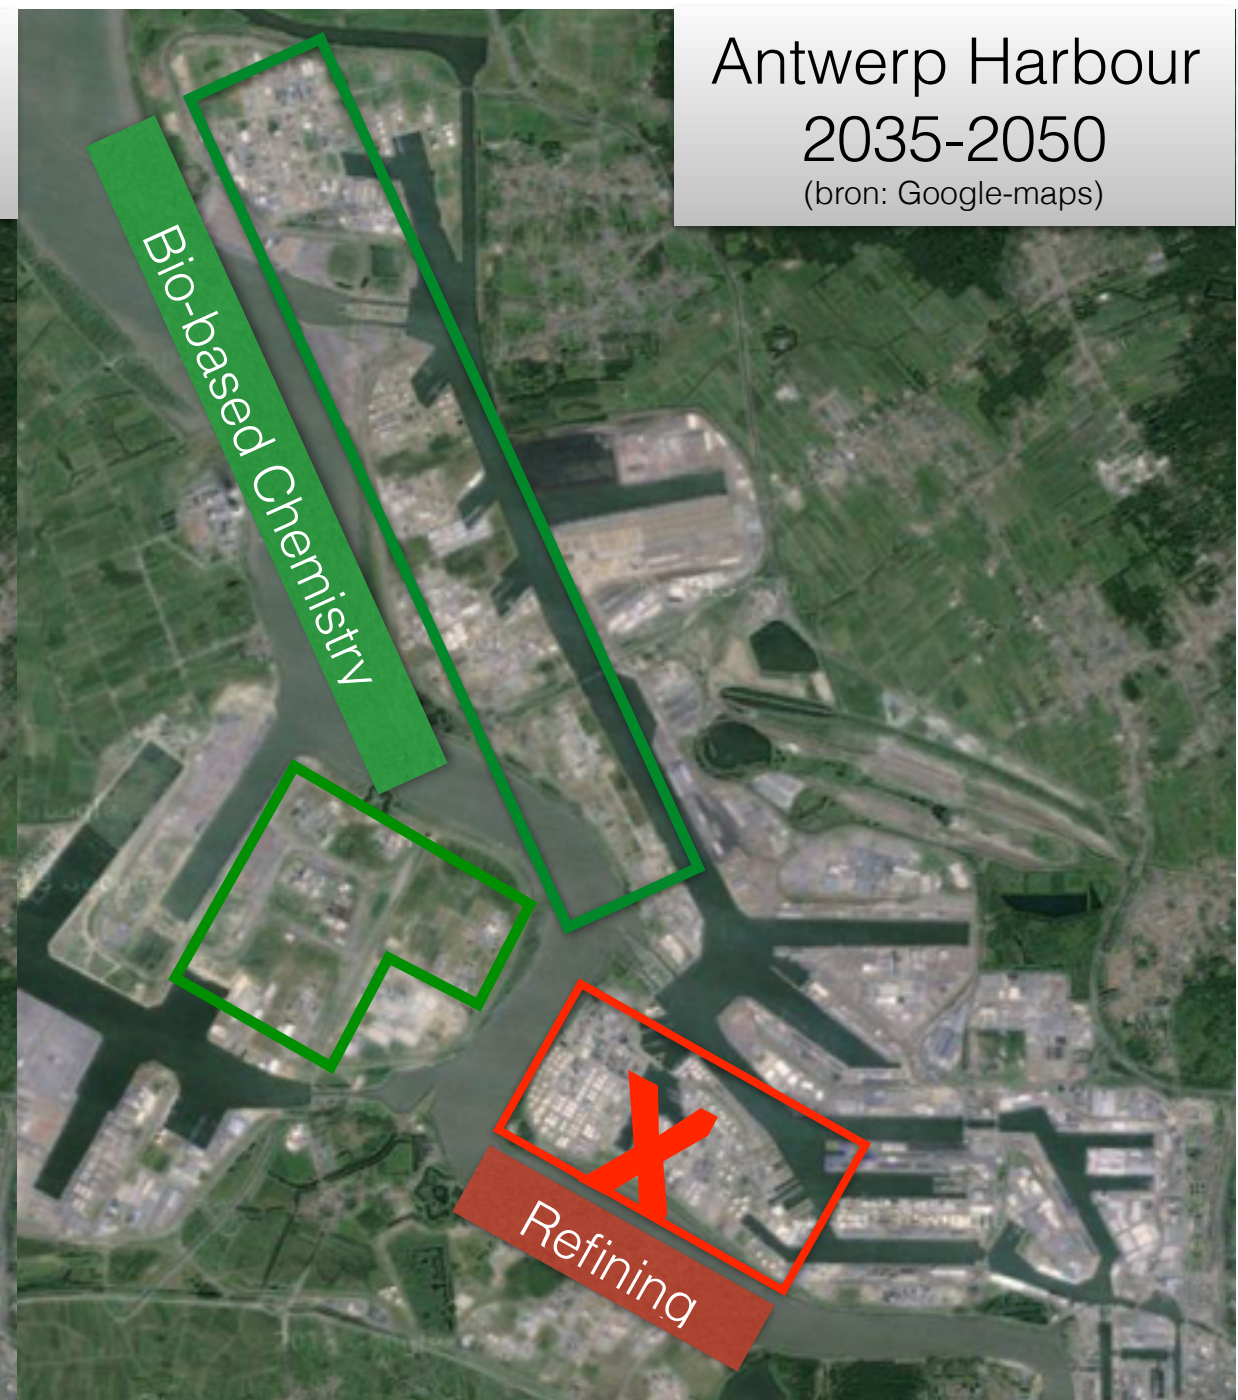 Antwerp Harbour
2035-2050
(bron: Google-maps)
Bio-based Chemistry
X
Refining